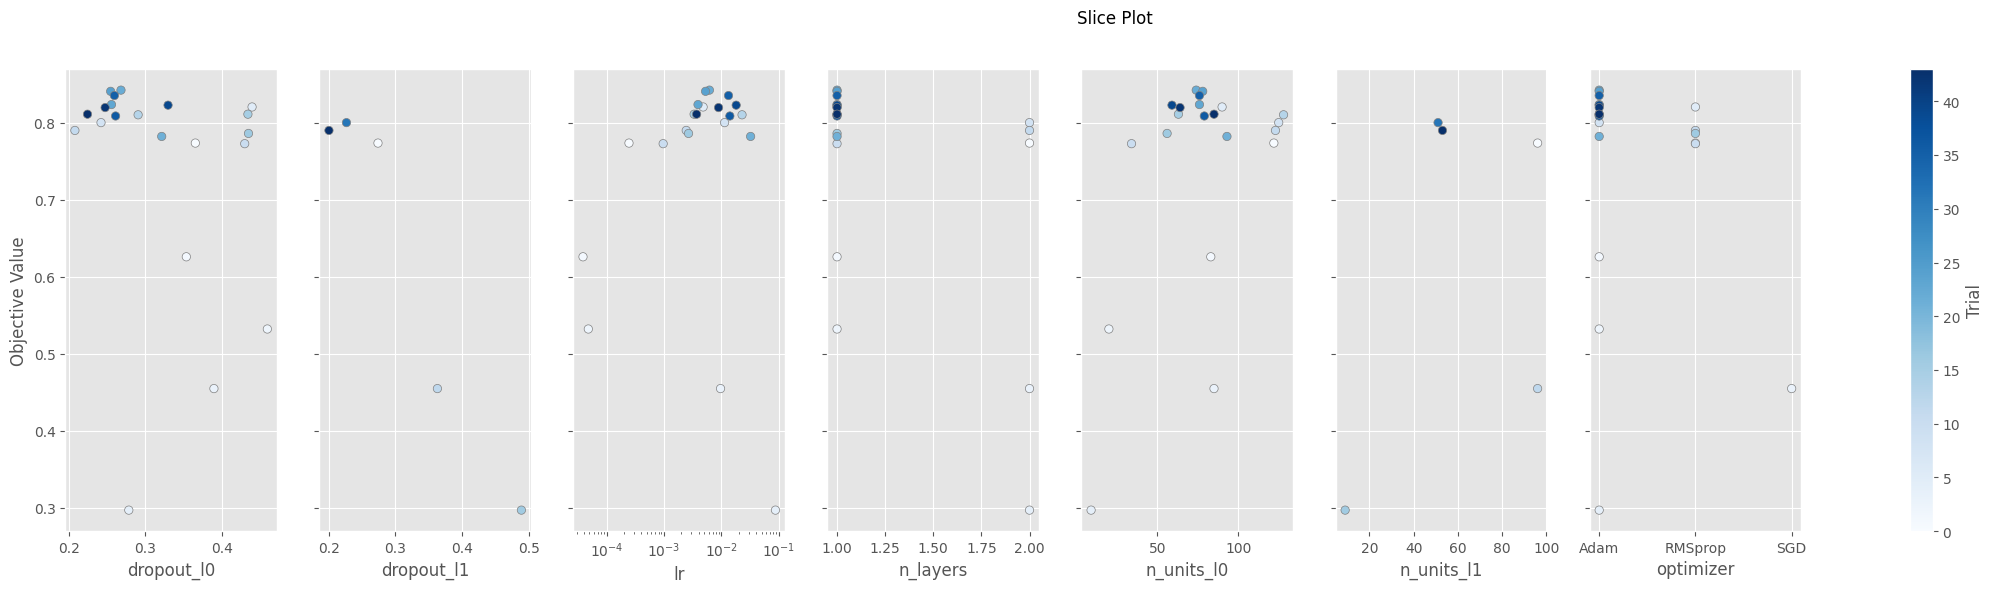 Slice Plot
Objective Value
0.8
0.7
0.6
0.5
0.4
0.3
0.2 0.3 0.4
dropout_l0
0.2 0.3 0.4 0.5
dropout_l1
10⁻⁴ 10⁻³ 10⁻² 10⁻¹
lr
1.00 1.25 1.50 1.75 2.00
n_layers
50 100
n_units_l0
20 40 60 80 100
n_units_l1
Adam RMSprop SGD
optimizer
40
35
30
25
20
15
10
5
0
Trial